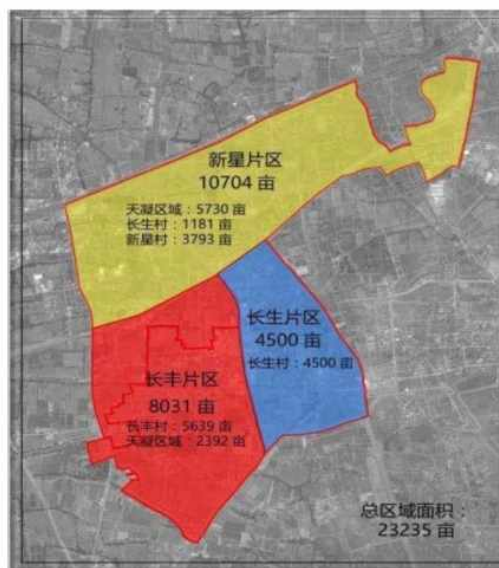 新星片区
10704 亩
天凝区域：5730 亩
长生村：1181 亩
新星村：3793 亩
长生片区
4500 亩
长生村：4500 亩
长丰片区
8031 亩
长丰村：5639 亩
天凝区域：2392 亩
总区域面积：
23235 亩